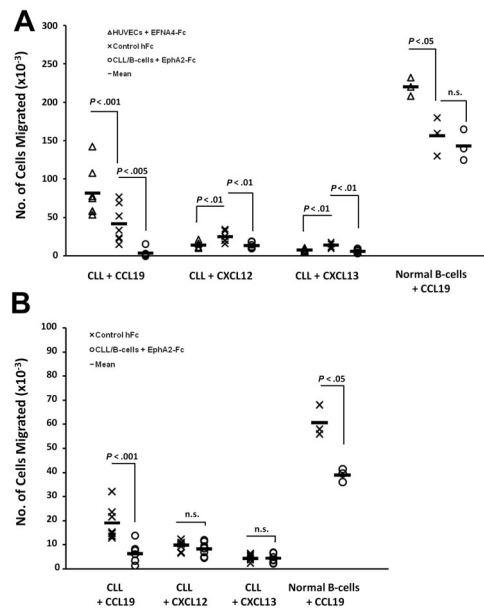 A
△ HUVECs + EFNA4-Fc
× Control hFc
○ CLL/B-cells + EphA2-Fc
− Mean
No. of Cells Migrated (x10-3)
300
250
200
150
100
50
0
P < .001
P < .005
P < .01
P < .01
P < .01
P < .01
P < .05
n.s.
CLL + CCL19
CLL + CXCL12
CLL + CXCL13
Normal B-cells
+ CCL19
B
× Control hFc
○ CLL/B-cells + EphA2-Fc
− Mean
No. of Cells Migrated (x10-3)
100
90
80
70
60
50
40
30
20
10
0
P < .001
n.s.
n.s.
P < .05
CLL
+ CCL19
CLL
+ CXCL12
CLL
+ CXCL13
Normal B-cells
+ CCL19